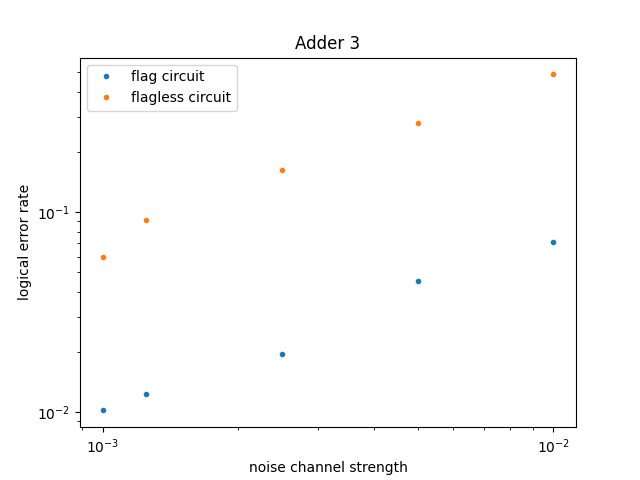 Adder 3
flag circuit
flagless circuit
logical error rate
10⁻¹
10⁻²
10⁻³
10⁻²
noise channel strength